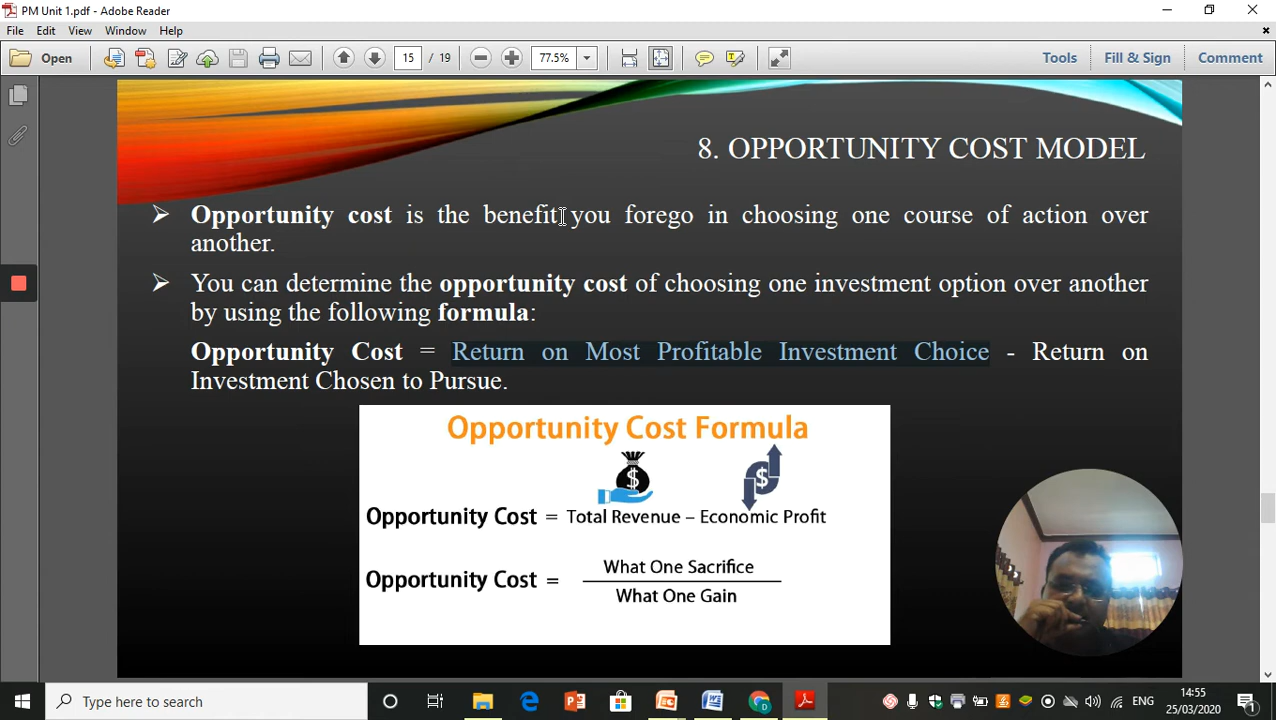 PM Unit 1.pdf - Adobe Reader
File Edit View Window Help
Open 15 / 19 77.5% Tools Fill & Sign Comment
8. OPPORTUNITY COST MODEL
Opportunity cost is the benefit you forego in choosing one course of action over
another.
You can determine the opportunity cost of choosing one investment option over another
by using the following formula:
Opportunity Cost = Return on Most Profitable Investment Choice - Return on
Investment Chosen to Pursue.
Opportunity Cost Formula
$ $
Opportunity Cost = Total Revenue – Economic Profit
What One Sacrifice
Opportunity Cost =
What One Gain
Type here to search
ENG
14:55
25/03/2020
1